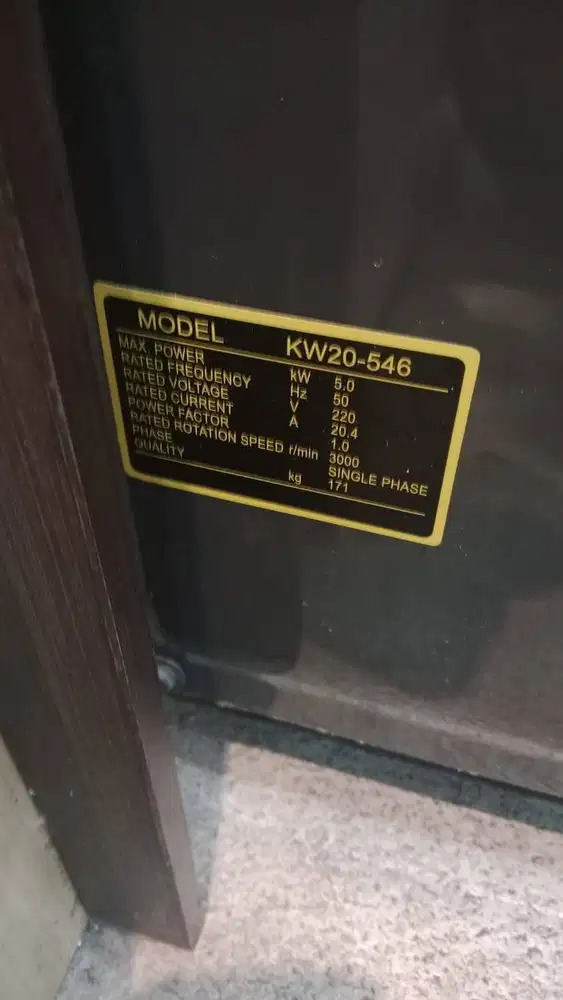 MODEL KW20-546
MAX. POWER kW 5.0
RATED FREQUENCY Hz 50
RATED VOLTAGE V 220
RATED CURRENT A 20.4
POWER FACTOR 1.0
RATED ROTATION SPEED r/min 3000
PHASE SINGLE PHASE
QUALITY kg 171